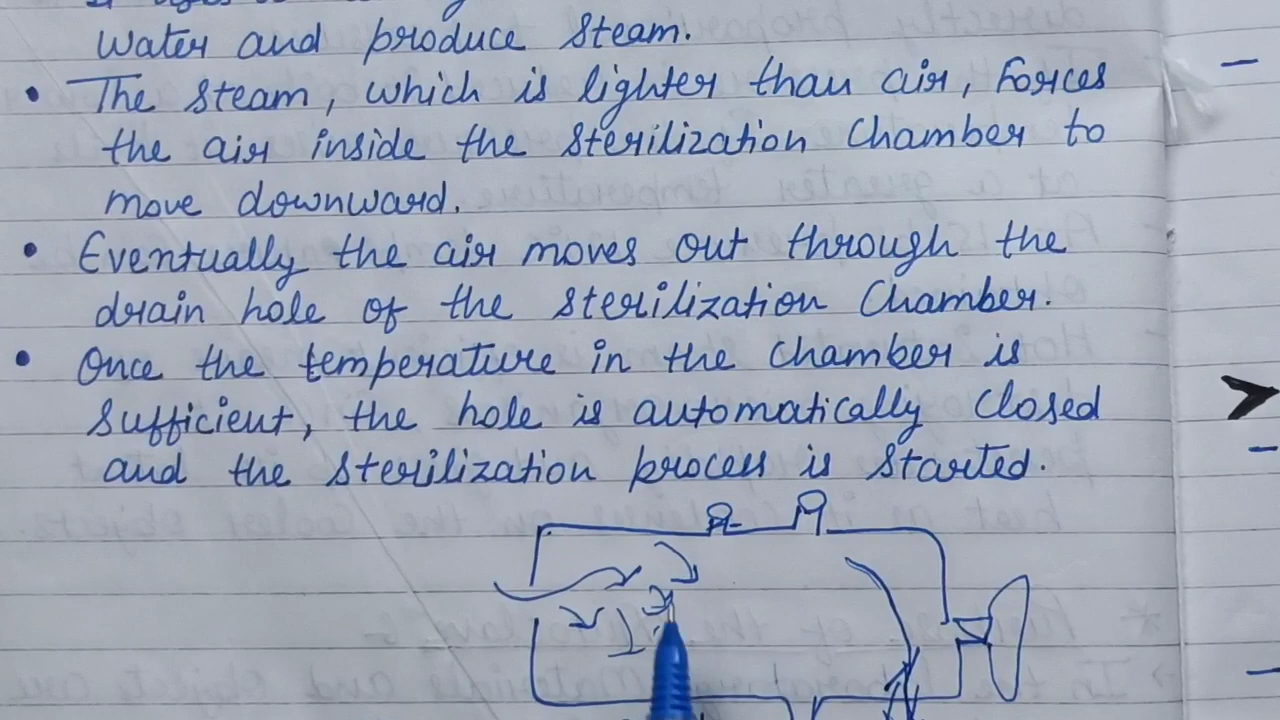 water and produce steam.
• The steam, which is lighter than air, Forces
the air inside the sterilization Chamber to
move downward.
• Eventually the air moves out through the
drain hole of the sterilization Chamber.
• Once the temperature in the chamber is
sufficient, the hole is automatically closed
and the sterilization process is started.